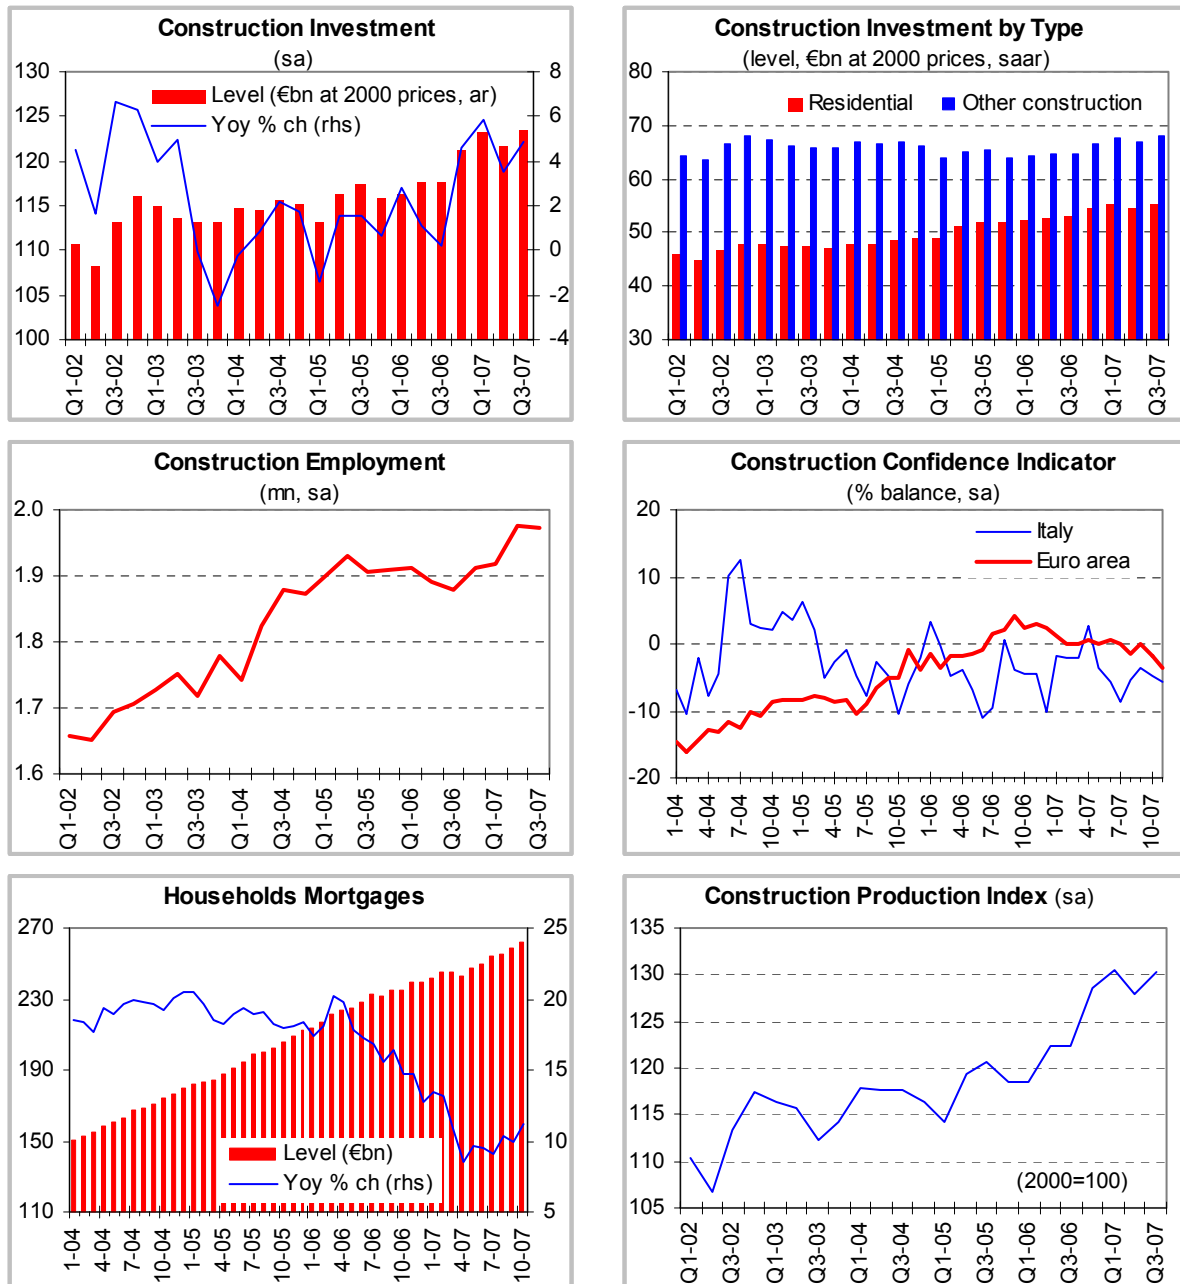 Construction Investment
(sa)
130
125
120
115
110
105
100
8
6
4
2
0
-2
-4
Level (€bn at 2000 prices, ar)
Yoy % ch (rhs)
Q1-02
Q3-02
Q1-03
Q3-03
Q1-04
Q3-04
Q1-05
Q3-05
Q1-06
Q3-06
Q1-07
Q3-07
Construction Investment by Type
(level, €bn at 2000 prices, saar)
80
70
60
50
40
30
Residential
Other construction
Q1-02
Q3-02
Q1-03
Q3-03
Q1-04
Q3-04
Q1-05
Q3-05
Q1-06
Q3-06
Q1-07
Q3-07
Construction Employment
(mn, sa)
2.0
1.9
1.8
1.7
1.6
Q1-02
Q3-02
Q1-03
Q3-03
Q1-04
Q3-04
Q1-05
Q3-05
Q1-06
Q3-06
Q1-07
Q3-07
Construction Confidence Indicator
(% balance, sa)
20
10
0
-10
-20
Italy
Euro area
1-04
4-04
7-04
10-04
1-05
4-05
7-05
10-05
1-06
4-06
7-06
10-06
1-07
4-07
7-07
10-07
Households Mortgages
270
230
190
150
110
25
20
15
10
5
Level (€bn)
Yoy % ch (rhs)
1-04
4-04
7-04
10-04
1-05
4-05
7-05
10-05
1-06
4-06
7-06
10-06
1-07
4-07
7-07
10-07
Construction Production Index (sa)
135
130
125
120
115
110
105
(2000=100)
Q1-02
Q3-02
Q1-03
Q3-03
Q1-04
Q3-04
Q1-05
Q3-05
Q1-06
Q3-06
Q1-07
Q3-07